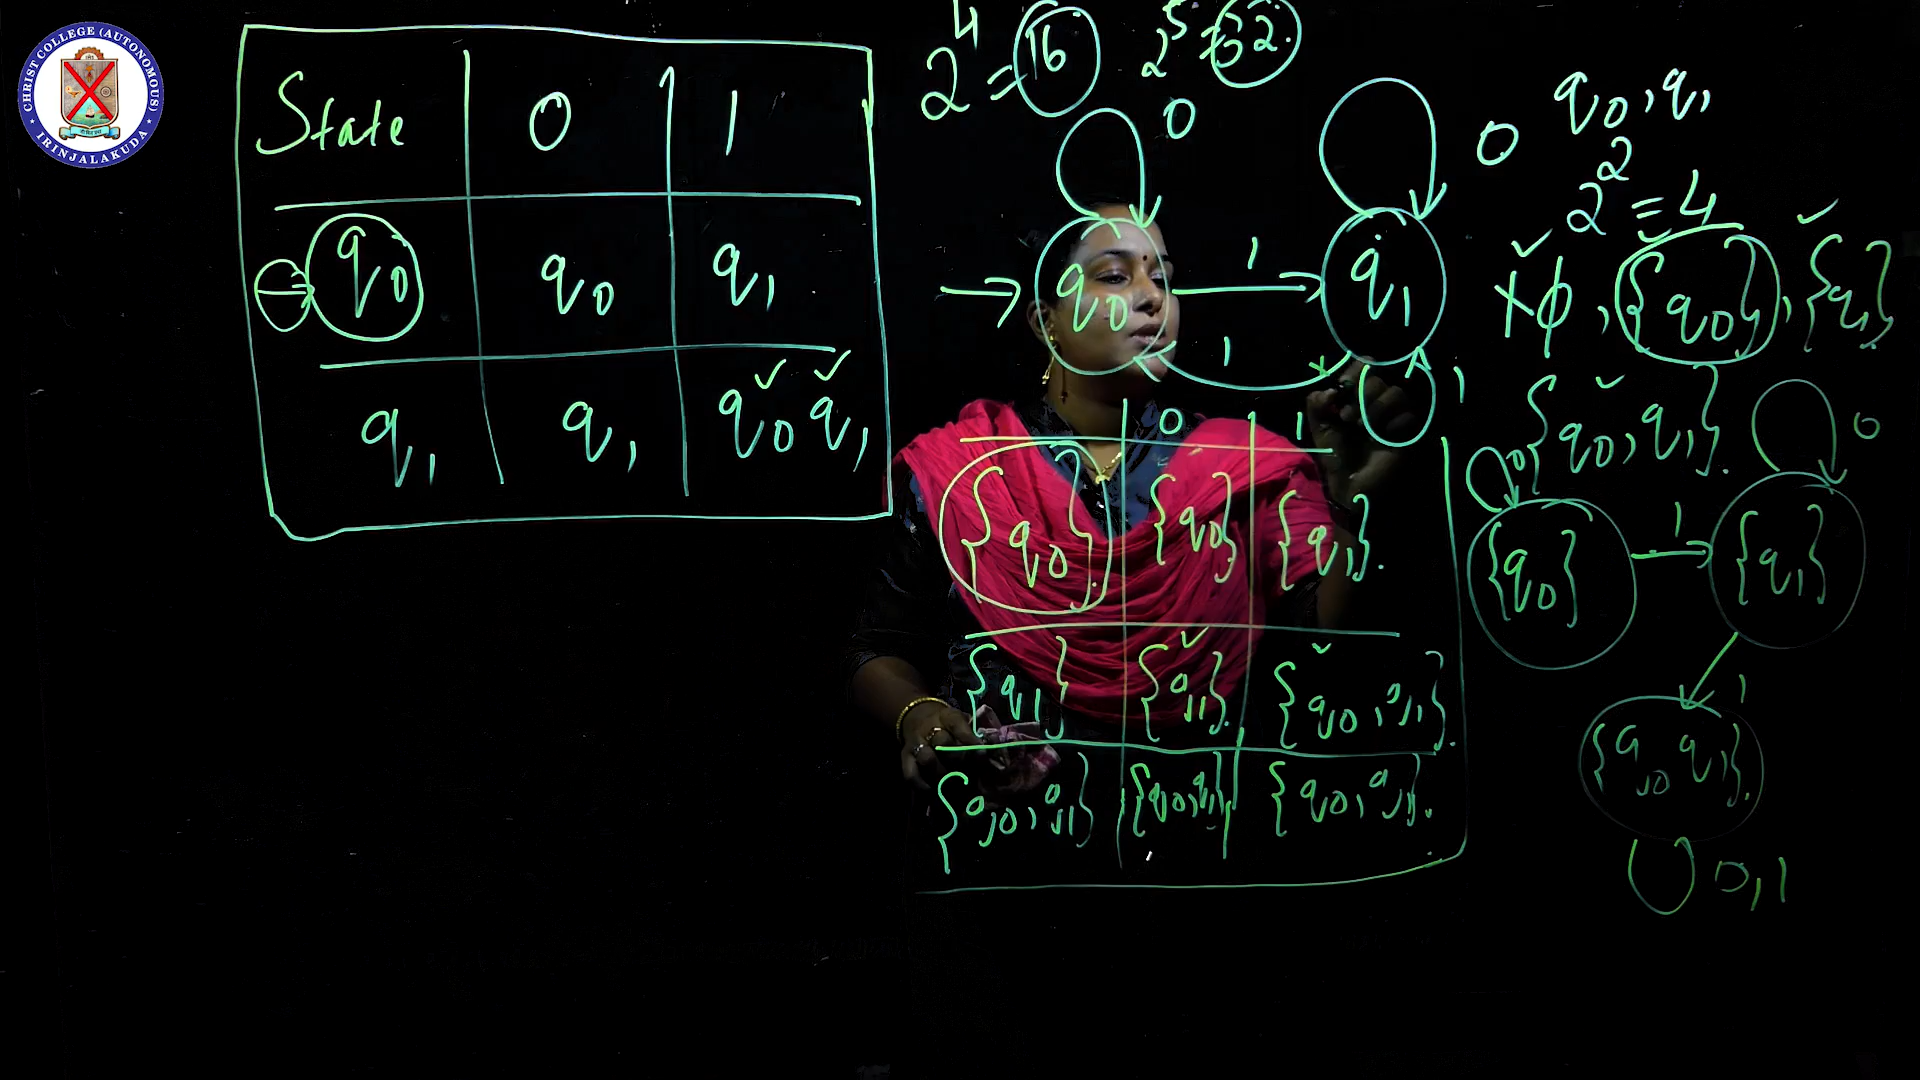 CHRIST COLLEGE (AUTONOMOUS)
IRINJALAKUDA
State 0 1
→ q0 q0 q1
q1 q1 q0 q1
2^4 = 16 2^5 = 32
0
0
q0, q1
2^2 = 4
→ q0 1 q1
1
1
× ϕ, {q0}, {q1}
{q0, q1}.
0 1
{q0}. {q0}. {q1}.
{q1} {q1}. {q0, q1}.
{q0, q1} {q0, q1} {q0, q1}.
0
0
{q0} 1 {q1}
1
{q0 q1}.
0, 1